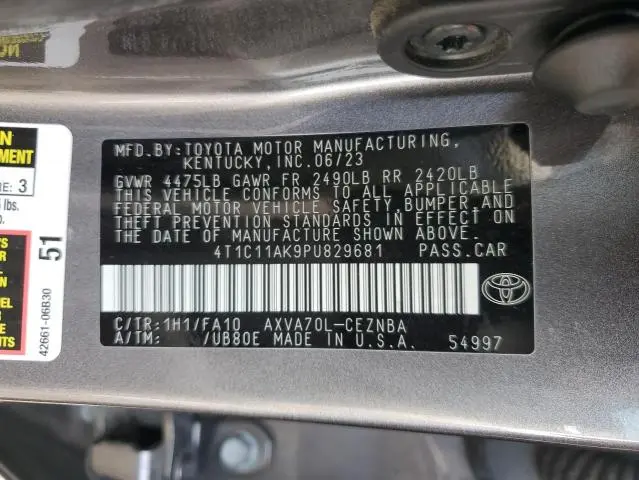 MFD.BY:TOYOTA MOTOR MANUFACTURING,
KENTUCKY,INC.06/23
GVWR 4475LB GAWR FR 2490LB RR 2420LB
THIS VEHICLE CONFORMS TO ALL APPLICABLE
FEDERAL MOTOR VEHICLE SAFETY, BUMPER, AND
THEFT PREVENTION STANDARDS IN EFFECT ON
THE DATE OF MANUFACTURE SHOWN ABOVE.
4T1C11AK9PU829681 PASS.CAR
C/TR:1H1/FA10 AXVA70L-CEZNBA
A/TM: /UB80E MADE IN U.S.A. 54997
3
lbs.
51
42661-06B30